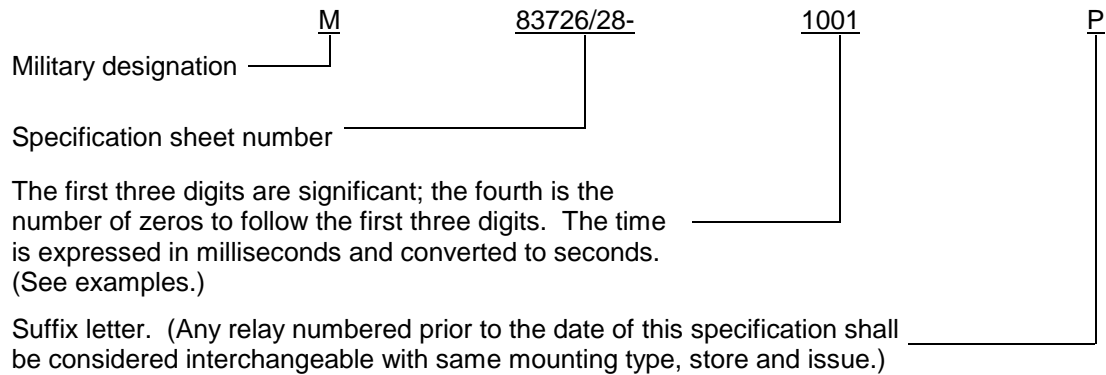 M 83726/28- 1001 P
Military designation
Specification sheet number
The first three digits are significant; the fourth is the
number of zeros to follow the first three digits. The time
is expressed in milliseconds and converted to seconds.
(See examples.)
Suffix letter. (Any relay numbered prior to the date of this specification shall
be considered interchangeable with same mounting type, store and issue.)